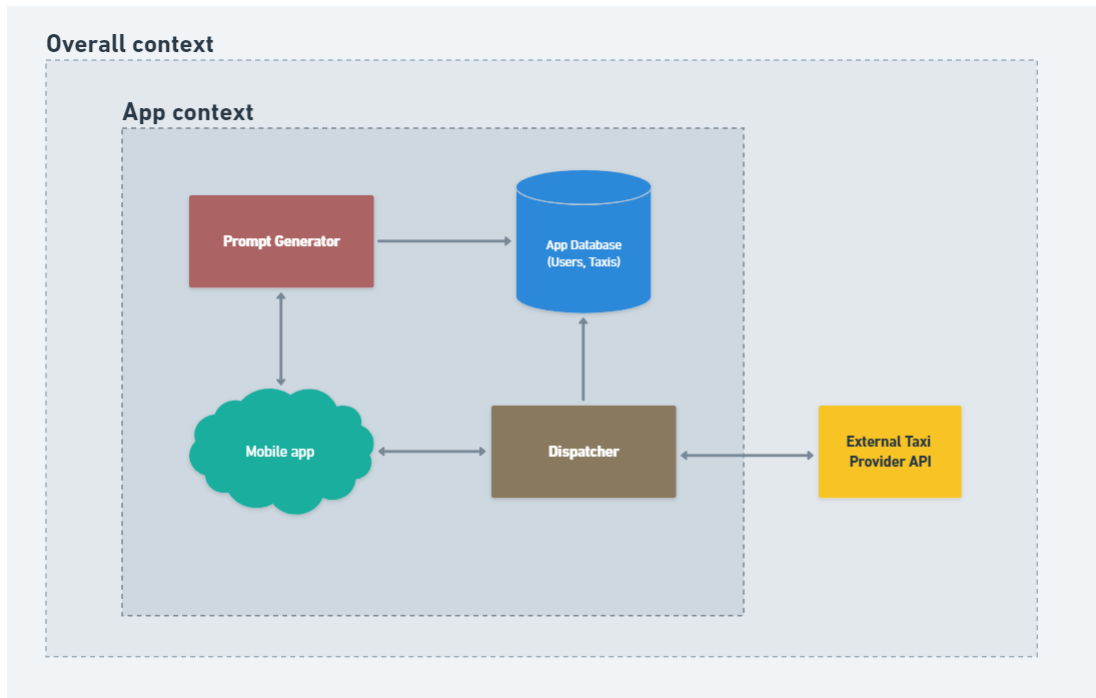 Overall context
App context
Prompt Generator
App Database
(Users, Taxis)
Mobile app
Dispatcher
External Taxi
Provider API